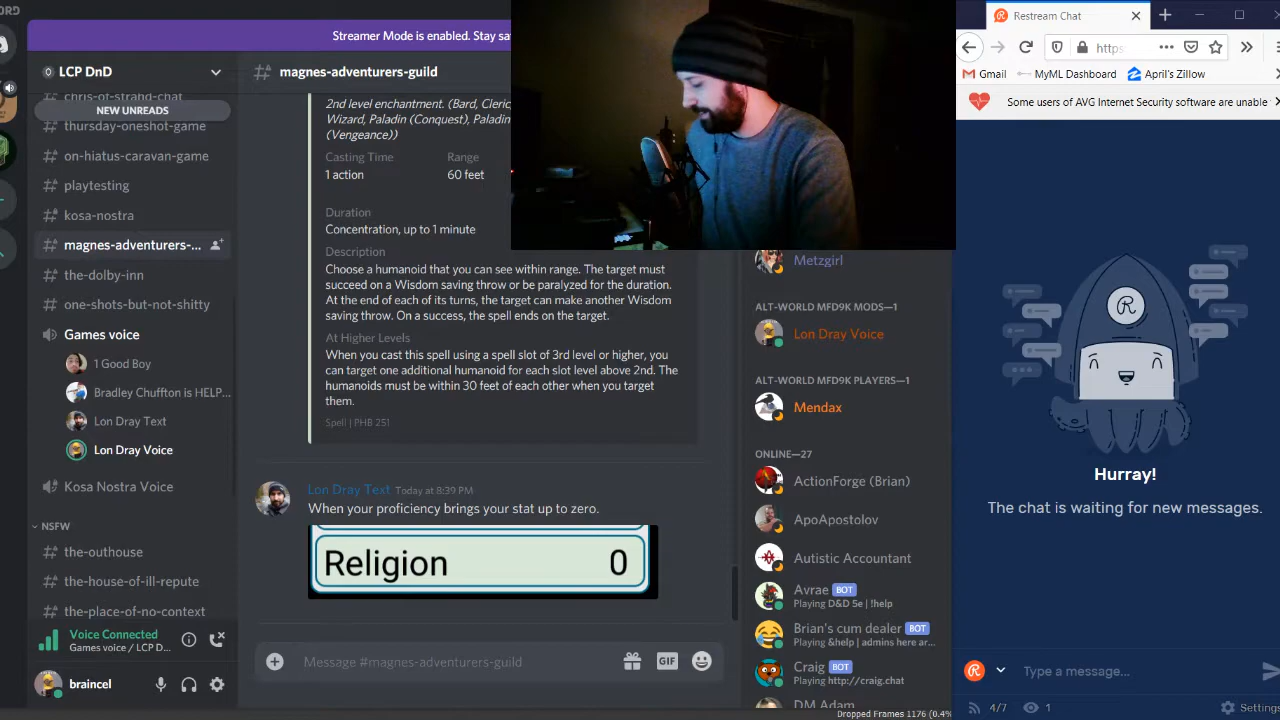 ORD
Streamer Mode is enabled. Stay sa
LCP DnD
NEW UNREADS
chris-of-strahd-chat
thursday-oneshot-game
on-hiatus-caravan-game
playtesting
kosa-nostra
magnes-adventurers-...
the-dolby-inn
one-shots-but-not-shitty
Games voice
1 Good Boy
Bradley Chuffton is HELP...
Lon Dray Text
Lon Dray Voice
Kosa Nostra Voice
NSFW
the-outhouse
the-house-of-ill-repute
the-place-of-no-context
Voice Connected
Games voice / LCP D...
magnes-adventurers-guild
2nd level enchantment. (Bard, Cleric
Wizard, Paladin (Conquest), Paladin
(Vengeance))
Casting Time
Range
1 action
60 feet
Duration
Concentration, up to 1 minute
Description
Choose a humanoid that you can see within range. The target must
succeed on a Wisdom saving throw or be paralyzed for the duration.
At the end of each of its turns, the target can make another Wisdom
saving throw. On a success, the spell ends on the target.
At Higher Levels
When you cast this spell using a spell slot of 3rd level or higher, you
can target one additional humanoid for each slot level above 2nd. The
humanoids must be within 30 feet of each other when you target
them.
Spell | PHB 251
Lon Dray Text Today at 8:39 PM
When your proficiency brings your stat up to zero.
Religion 0
Message #magnes-adventurers-guild
GIF
Metzgirl
ALT-WORLD MFD9K MODS—1
Lon Dray Voice
ALT-WORLD MFD9K PLAYERS—1
Mendax
ONLINE—27
ActionForge (Brian)
ApoApostolov
Autistic Accountant
Avrae BOT
Playing D&D 5e | !help
Brian's cum dealer BOT
Playing &help | admins here ar...
Craig BOT
Playing http://craig.chat
DM Adam
Dropped Frames 1176 (0.4%
Restream Chat
https
Gmail
MyML Dashboard
April's Zillow
Some users of AVG Internet Security software are unable
Hurray!
The chat is waiting for new messages.
Type a message...
4/7
1
Settings